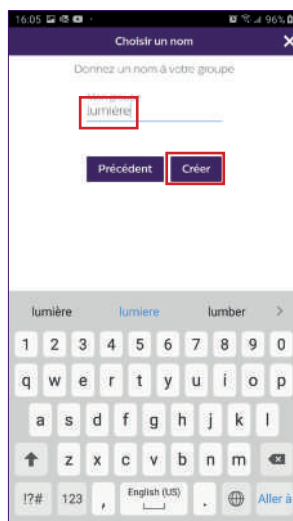 16:05 96%
Choisir un nom ×
Donnez un nom à votre groupe
lumière
Précédent Créer
lumière lumiere lumber >
1 2 3 4 5 6 7 8 9 0
q w e r t y u i o p
a s d f g h j k l
z x c v b n m
!?# 123 , English (US) . Aller à